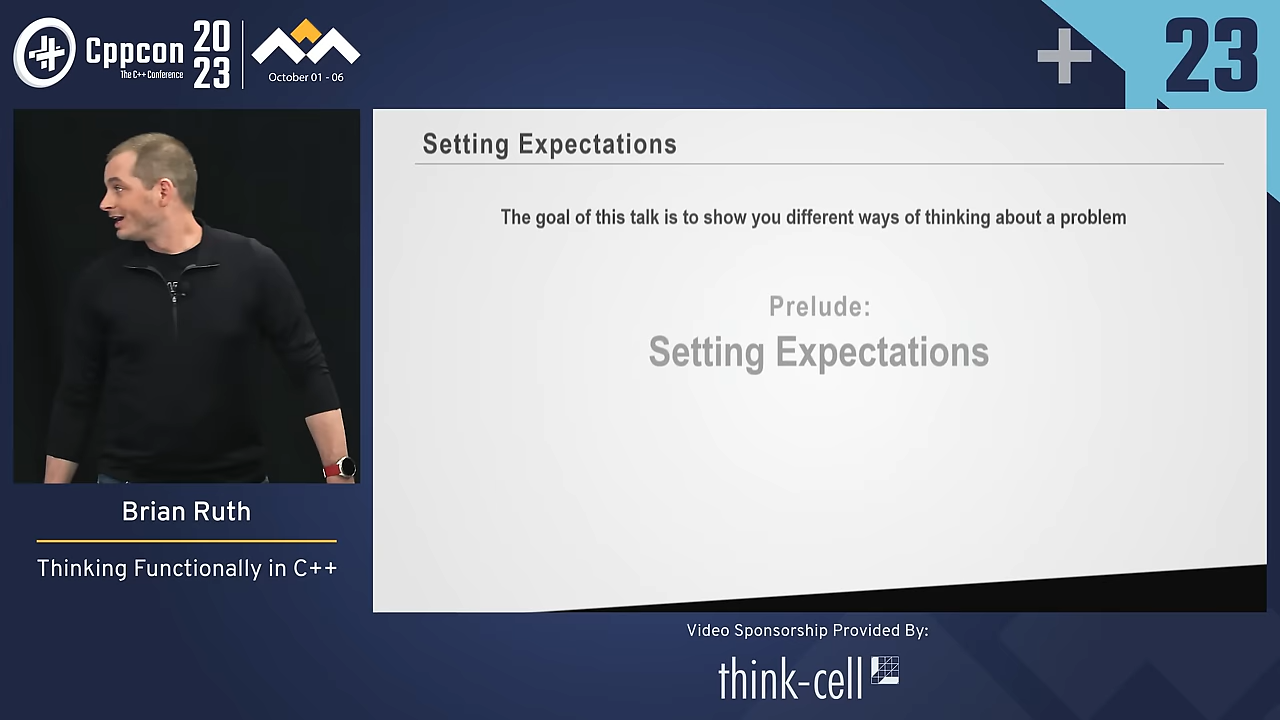 Cppcon
The C++ Conference
20
23
October 01 - 06
23
Setting Expectations
The goal of this talk is to show you different ways of thinking about a problem
Prelude:
Setting Expectations
Brian Ruth
Thinking Functionally in C++
Video Sponsorship Provided By:
think-cell